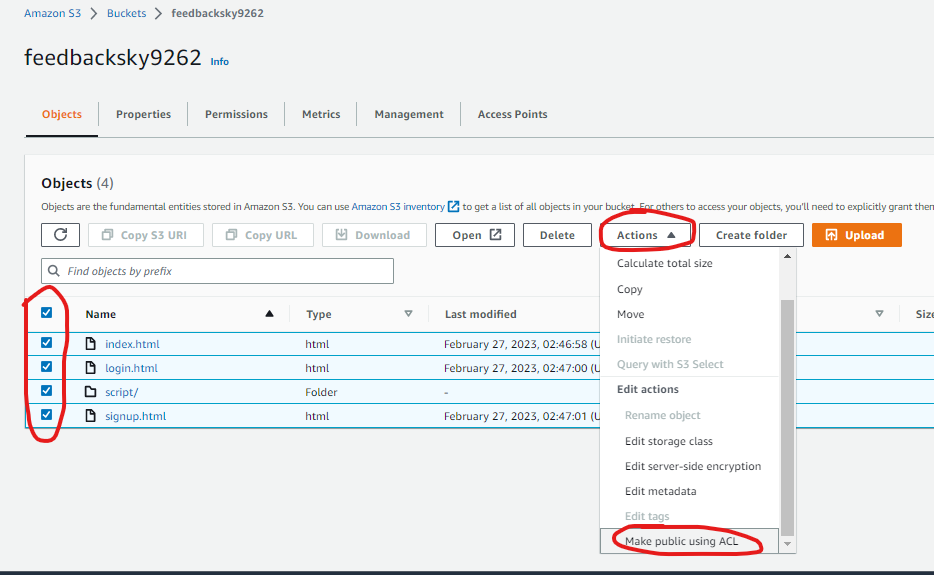 Amazon S3 > Buckets > feedbacksky9262
feedbacksky9262 Info
Objects Properties Permissions Metrics Management Access Points
Objects (4)
Objects are the fundamental entities stored in Amazon S3. You can use Amazon S3 inventory to get a list of all objects in your bucket. For others to access your objects, you'll need to explicitly grant them
Copy S3 URI Copy URL Download Open Delete Actions Create folder Upload
Find objects by prefix
Name Type Last modified Size
index.html html February 27, 2023, 02:46:58 (U
login.html html February 27, 2023, 02:47:00 (U
script/ Folder -
signup.html html February 27, 2023, 02:47:01 (U
Calculate total size
Copy
Move
Initiate restore
Query with S3 Select
Edit actions
Rename object
Edit storage class
Edit server-side encryption
Edit metadata
Edit tags
Make public using ACL